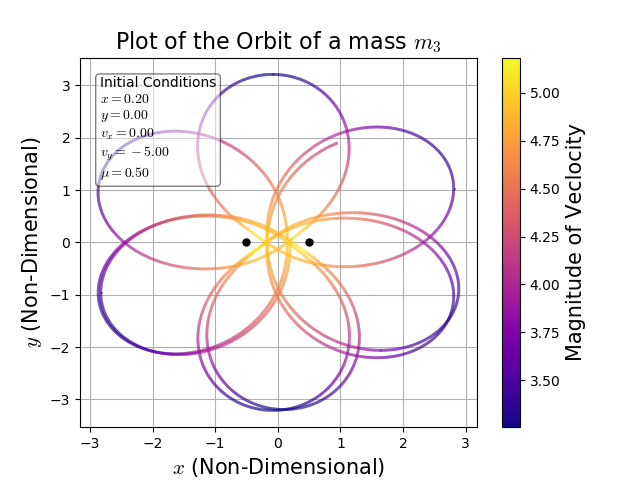 Plot of the Orbit of a mass m₃
Initial Conditions
x = 0.20
y = 0.00
vₓ = 0.00
v_y = −5.00
μ = 0.50
3
2
1
0
−1
−2
−3
−3
−2
−1
0
1
2
3
x (Non-Dimensional)
y (Non-Dimensional)
5.00
4.75
4.50
4.25
4.00
3.75
3.50
Magnitude of Veclocity